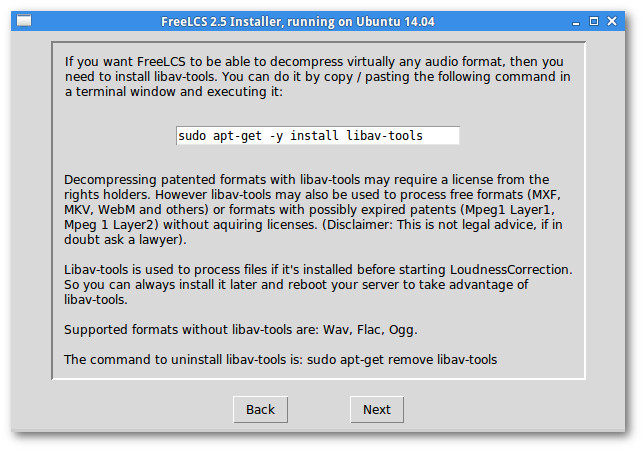 FreeLCS 2.5 Installer, running on Ubuntu 14.04
If you want FreeLCS to be able to decompress virtually any audio format, then you
need to install libav-tools. You can do it by copy / pasting the following command in
a terminal window and executing it:
sudo apt-get -y install libav-tools
Decompressing patented formats with libav-tools may require a license from the
rights holders. However libav-tools may also be used to process free formats (MXF,
MKV, WebM and others) or formats with possibly expired patents (Mpeg1 Layer1,
Mpeg 1 Layer2) without aquiring licenses. (Disclaimer: This is not legal advice, if in
doubt ask a lawyer).
Libav-tools is used to process files if it's installed before starting LoudnessCorrection.
So you can always install it later and reboot your server to take advantage of
libav-tools.
Supported formats without libav-tools are: Wav, Flac, Ogg.
The command to uninstall libav-tools is: sudo apt-get remove libav-tools
Back
Next